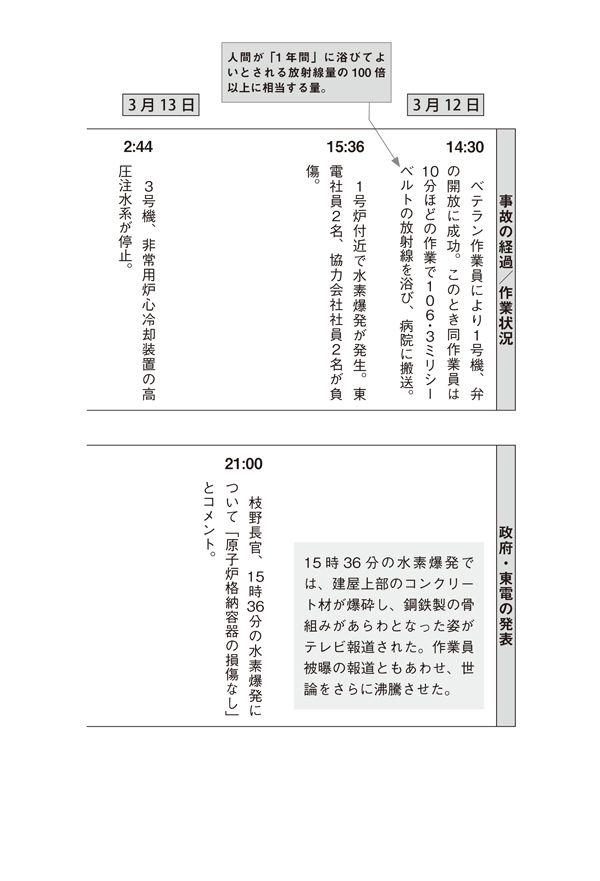 人間が「1年間」に浴びてよ
いとされる放射線量の100倍
以上に相当する量。
3月12日
3月13日
事故の経過／作業状況
14:30
ベテラン作業員により1号機、弁
の開放に成功。このとき同作業員は
10分ほどの作業で106・3ミリシー
ベルトの放射線を浴び、病院に搬送。
15:36
1号炉付近で水素爆発が発生。東
電社員2名、協力会社社員2名が負
傷。
2:44
3号機、非常用炉心冷却装置の高
圧注水系が停止。
政府・東電の発表
15時36分の水素爆発で
は、建屋上部のコンクリー
ト材が爆砕し、鋼鉄製の骨
組みがあらわとなった姿が
テレビ報道された。作業員
被曝の報道ともあわせ、世
論をさらに沸騰させた。
21:00
枝野長官、15時36分の水素爆発に
ついて「原子炉格納容器の損傷なし」
とコメント。